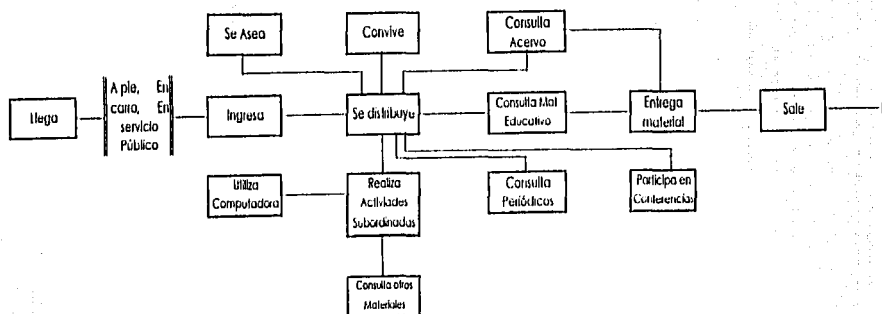 Se Asea
Convive
Consulta
Acervo
Llega
A pie, En
carro, En
servicio
Público
Ingresa
Se distribuye
Consulta Mat
Educativo
Entrega
material
Sale
Utiliza
Computadora
Realiza
Actividades
Subordinadas
Consulta
Periódicos
Participa en
Conferencias
Consulta otros
Materiales